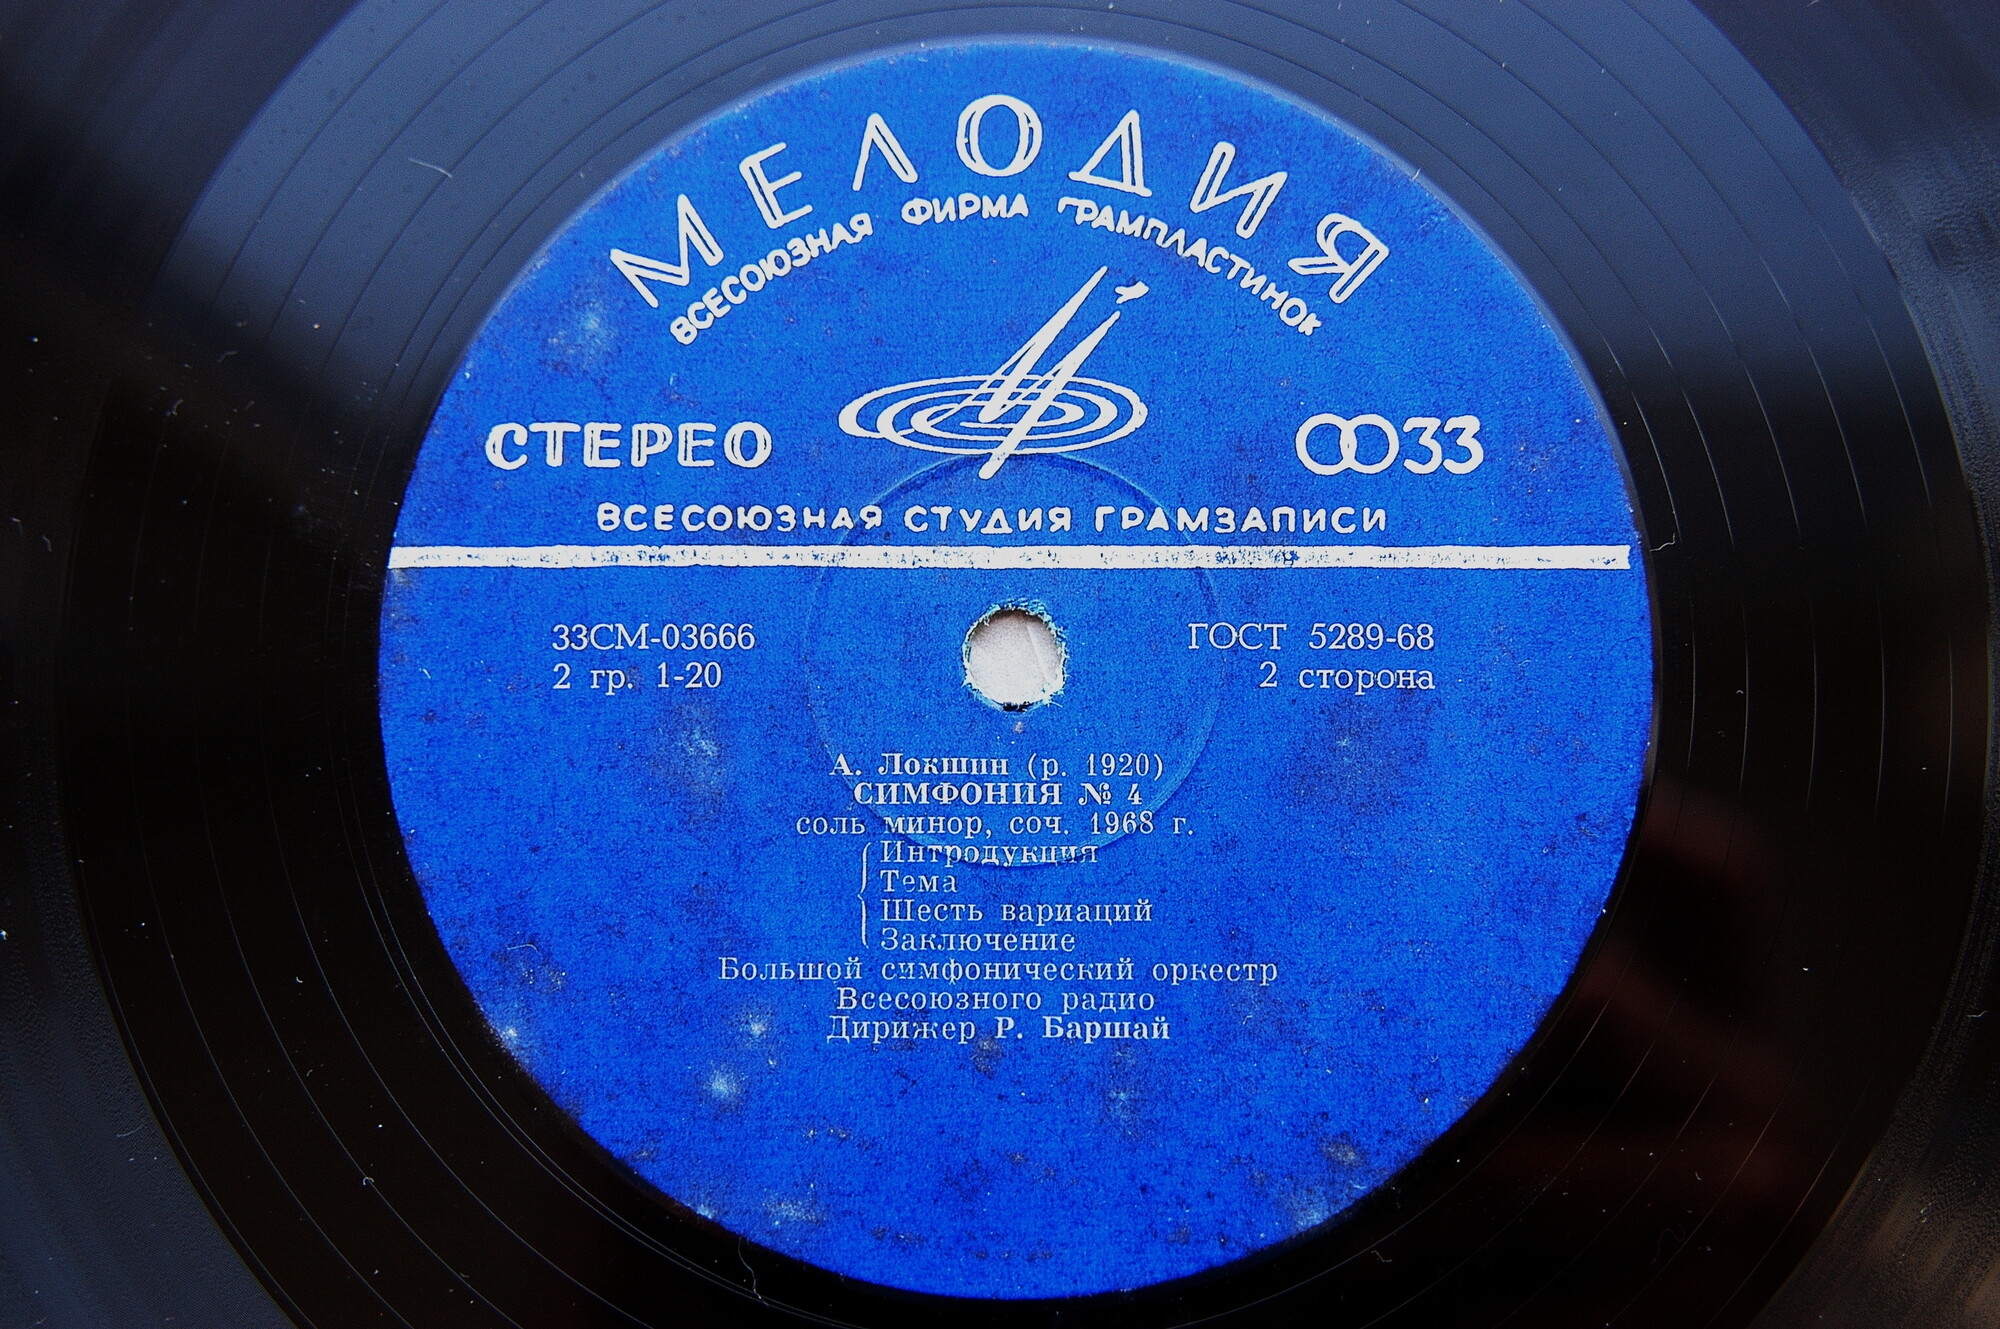 МЕЛОДИЯ
ВСЕСОЮЗНАЯ ФИРМА ГРАМПЛАСТИНОК
СТЕРЕО 33
ВСЕСОЮЗНАЯ СТУДИЯ ГРАМЗАПИСИ
33СМ-03666 ГОСТ 5289-68
2 гр. 1-20 2 сторона
А. Локшин (р. 1920)
СИМФОНИЯ № 4
соль минор, соч. 1968 г.
Интродукция
Тема
Шесть вариаций
Заключение
Большой симфонический оркестр
Всесоюзного радио
Дирижер Р. Баршай